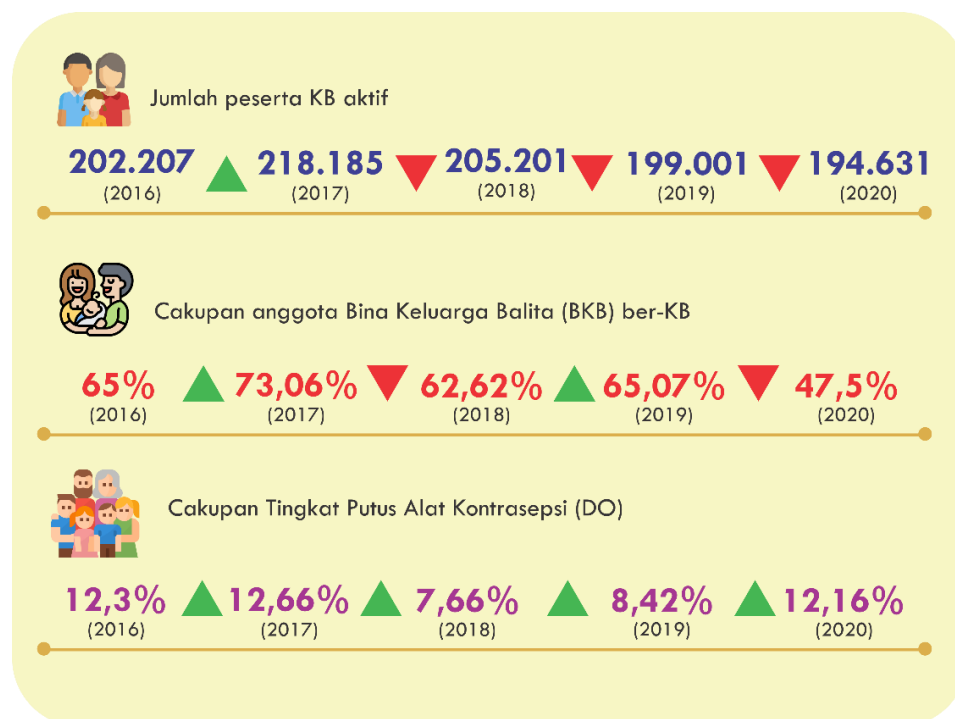 Jumlah peserta KB aktif
202.207 218.185 205.201 199.001 194.631
(2016) (2017) (2018) (2019) (2020)
Cakupan anggota Bina Keluarga Balita (BKB) ber-KB
65% 73,06% 62,62% 65,07% 47,5%
(2016) (2017) (2018) (2019) (2020)
Cakupan Tingkat Putus Alat Kontrasepsi (DO)
12,3% 12,66% 7,66% 8,42% 12,16%
(2016) (2017) (2018) (2019) (2020)